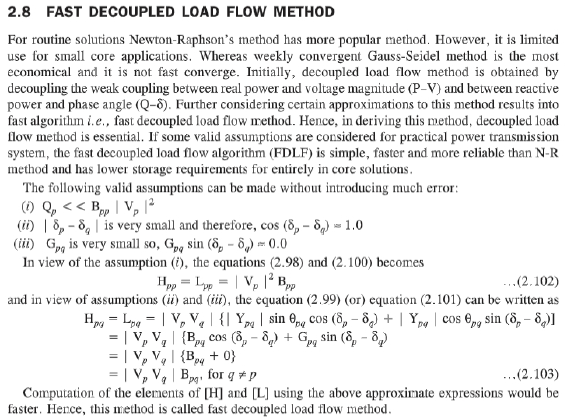 2.8 FAST DECOUPLED LOAD FLOW METHOD
For routine solutions Newton-Raphson's method has more popular method. However, it is limited
use for small core applications. Whereas weekly convergent Gauss-Seidel method is the most
economical and it is not fast converge. Initially, decoupled load flow method is obtained by
decoupling the weak coupling between real power and voltage magnitude (P–V) and between reactive
power and phase angle (Q–δ). Further considering certain approximations to this method results into
fast algorithm i.e., fast decoupled load flow method. Hence, in deriving this method, decoupled load
flow method is essential. If some valid assumptions are considered for practical power transmission
system, the fast decoupled load flow algorithm (FDLF) is simple, faster and more reliable than N-R
method and has lower storage requirements for entirely in core solutions.
The following valid assumptions can be made without introducing much error:
(i) Q_p << B_pp | V_p |²
(ii) | δ_p – δ_q | is very small and therefore, cos (δ_p – δ_q) ≈ 1.0
(iii) G_pq is very small so, G_pq sin (δ_p – δ_q) ≈ 0.0
In view of the assumption (i), the equations (2.98) and (2.100) becomes
H_pp = L_pp = | V_p |² B_pp ...(2.102)
and in view of assumptions (ii) and (iii), the equation (2.99) (or) equation (2.101) can be written as
H_pq = L_pq = | V_p V_q | {| Y_pq | sin θ_pq cos (δ_p – δ_q) + | Y_pq | cos θ_pq sin (δ_p – δ_q)]
= | V_p V_q | {B_pq cos (δ_p – δ_q) + G_pq sin (δ_p – δ_q)
= | V_p V_q | {B_pq + 0}
= | V_p V_q | B_pq, for q ≠ p ...(2.103)
Computation of the elements of [H] and [L] using the above approximate expressions would be
faster. Hence, this method is called fast decoupled load flow method.